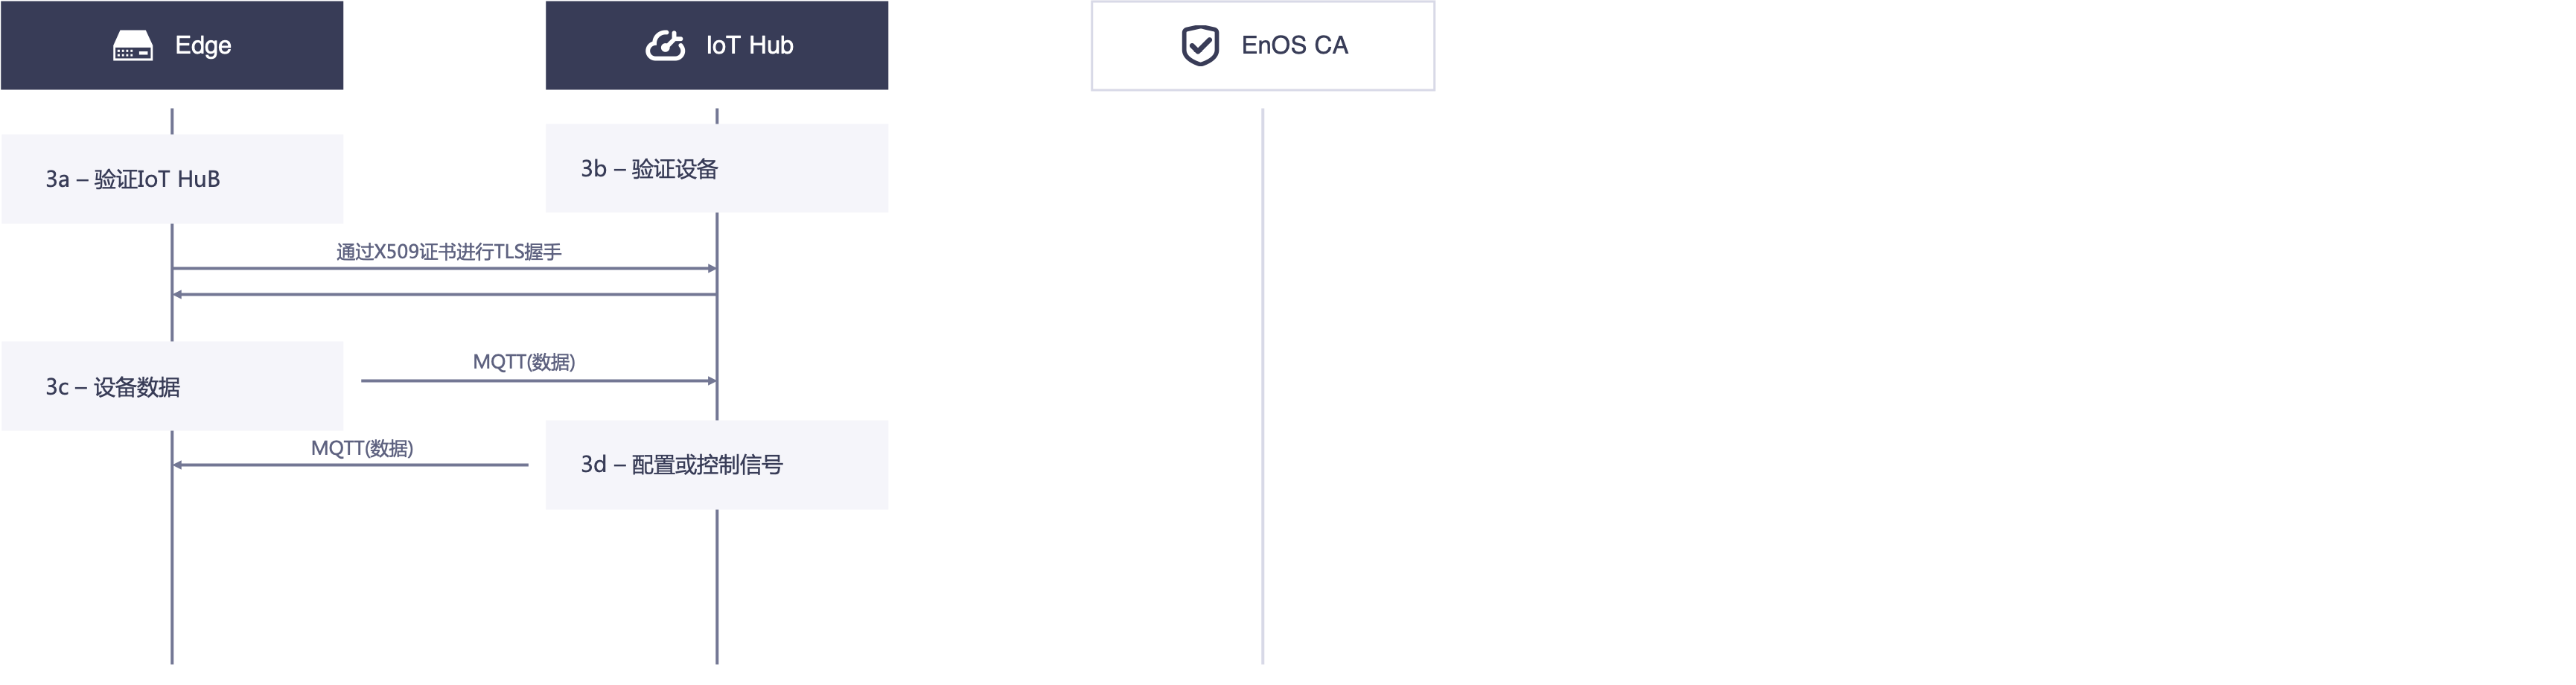 Edge
IoT Hub
EnOS CA
3a – 验证IoT HuB
3b – 验证设备
通过X509证书进行TLS握手
MQTT(数据)
3c – 设备数据
MQTT(数据)
3d – 配置或控制信号